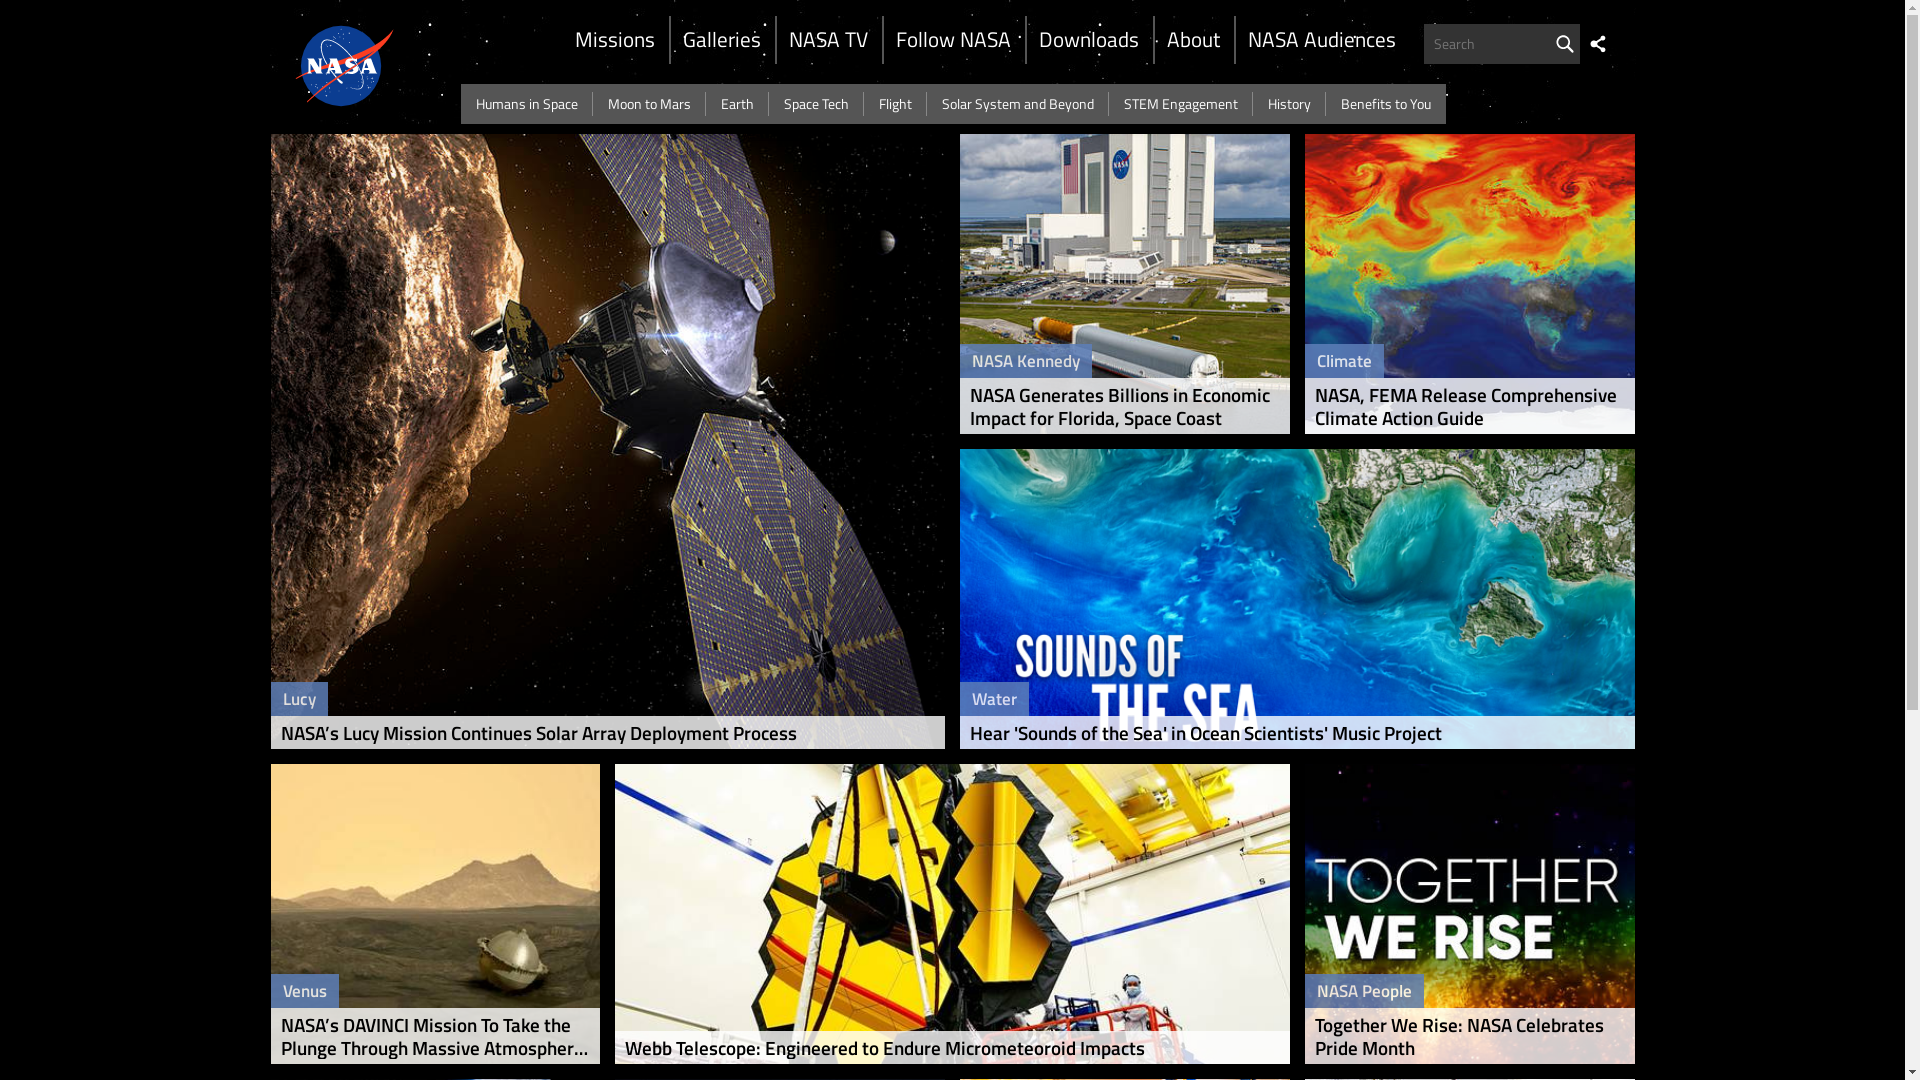 NASA
Missions
Galleries
NASA TV
Follow NASA
Downloads
About
NASA Audiences
Search
Humans in Space
Moon to Mars
Earth
Space Tech
Flight
Solar System and Beyond
STEM Engagement
History
Benefits to You
Lucy
NASA’s Lucy Mission Continues Solar Array Deployment Process
NASA
NASA Kennedy
NASA Generates Billions in Economic
Impact for Florida, Space Coast
Climate
NASA, FEMA Release Comprehensive
Climate Action Guide
SOUNDS OF
THE SEA
Water
Hear 'Sounds of the Sea' in Ocean Scientists' Music Project
Venus
NASA’s DAVINCI Mission To Take the
Plunge Through Massive Atmospher...
Webb Telescope: Engineered to Endure Micrometeoroid Impacts
TOGETHER
WE RISE
NASA People
Together We Rise: NASA Celebrates
Pride Month